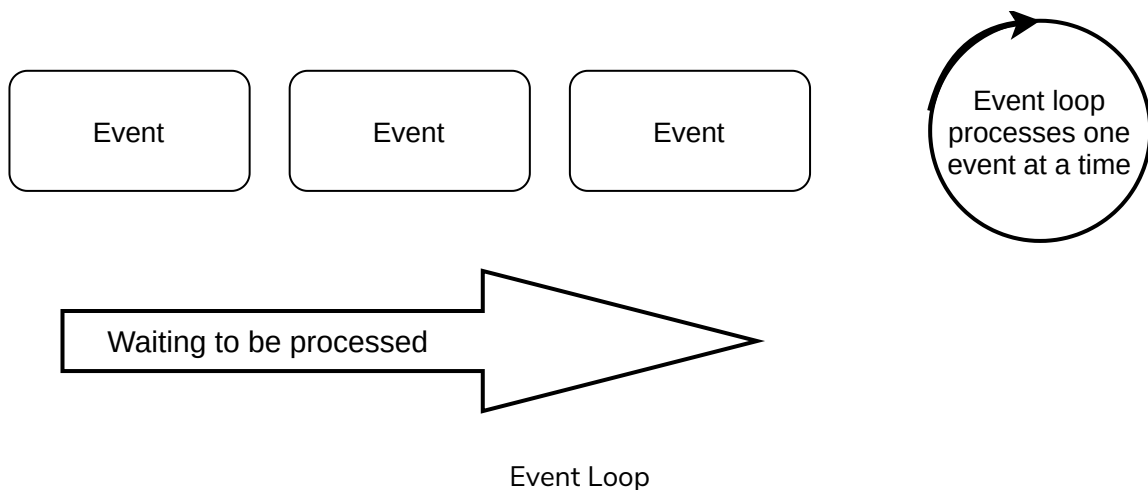 Event
Event
Event
Event loop
processes one
event at a time
Waiting to be processed
Event Loop